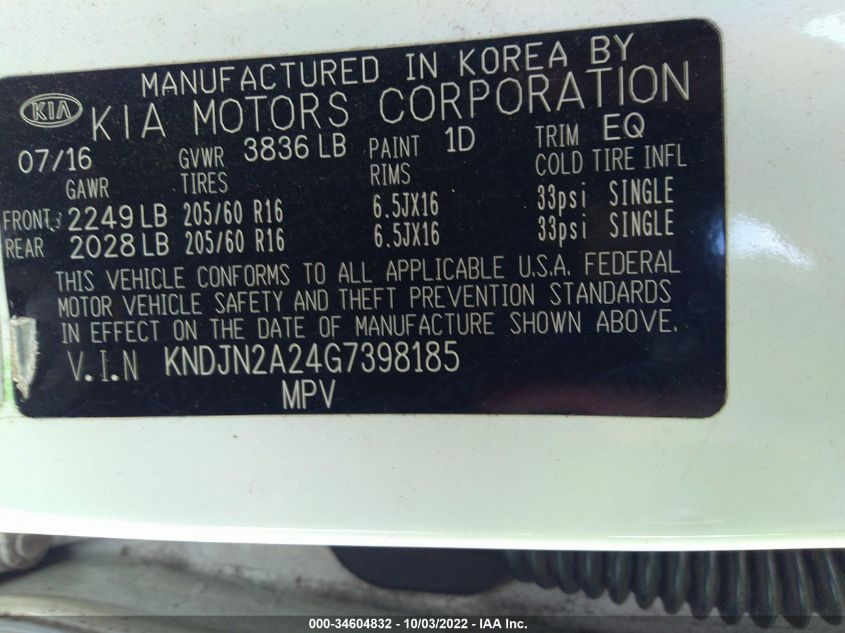 MANUFACTURED IN KOREA BY
KIA KIA MOTORS CORPORATION
07/16 GVWR 3836 LB PAINT 1D TRIM EQ
GAWR TIRES RIMS COLD TIRE INFL
FRONT 2249 LB 205/60 R16 6.5JX16 33psi SINGLE
REAR 2028 LB 205/60 R16 6.5JX16 33psi SINGLE
THIS VEHICLE CONFORMS TO ALL APPLICABLE U.S.A. FEDERAL
MOTOR VEHICLE SAFETY AND THEFT PREVENTION STANDARDS
IN EFFECT ON THE DATE OF MANUFACTURE SHOWN ABOVE.
V.I.N KNDJN2A24G7398185
MPV
000-34604832 - 10/03/2022 - IAA Inc.